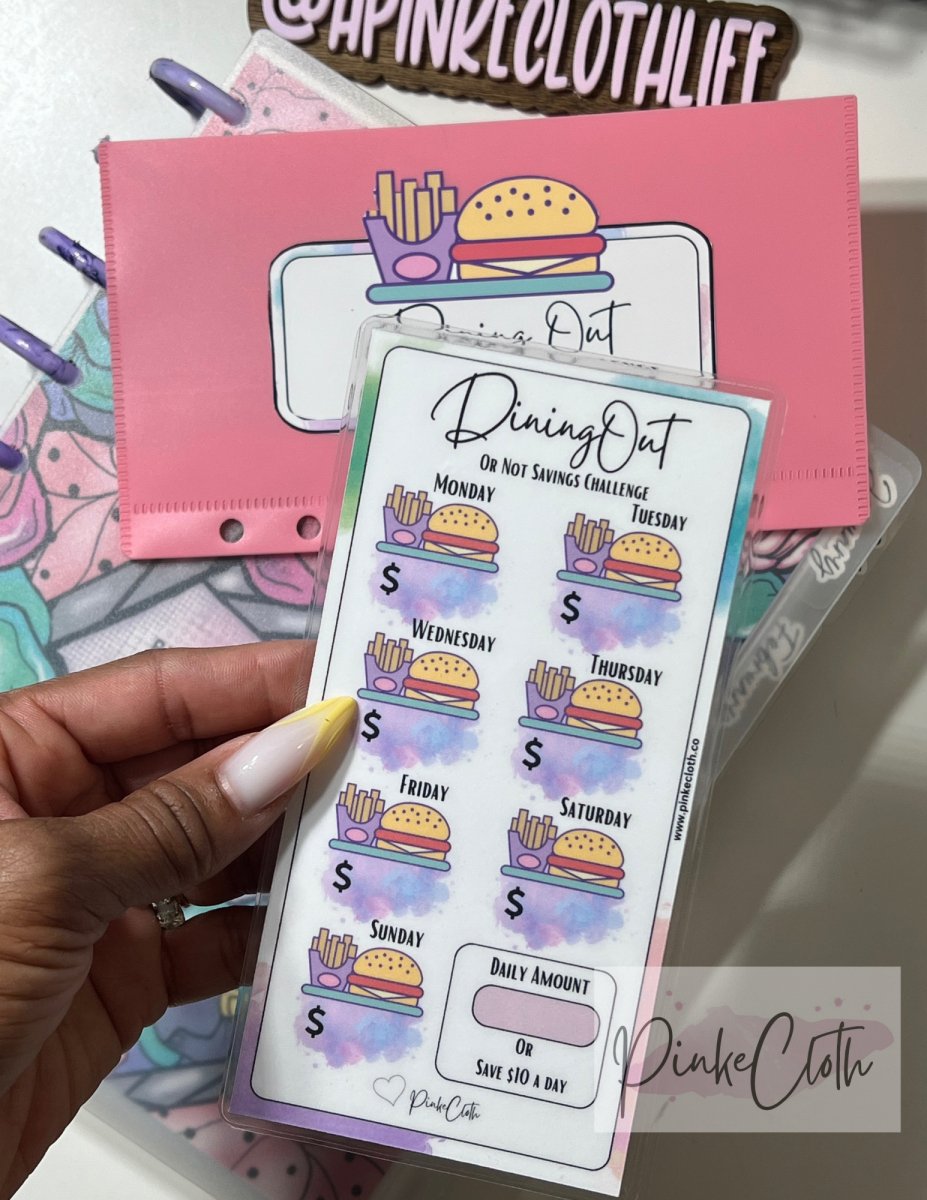 @APINKECLOTHLIFE
Dining Out
Dining Out
Or Not Savings Challenge
Monday
Tuesday
$
$
Wednesday
Thursday
$
$
Friday
Saturday
$
$
Sunday
$
Daily Amount
Or
Save $10 a day
PinkeCloth
www.pinkecloth.co
PinkeCloth